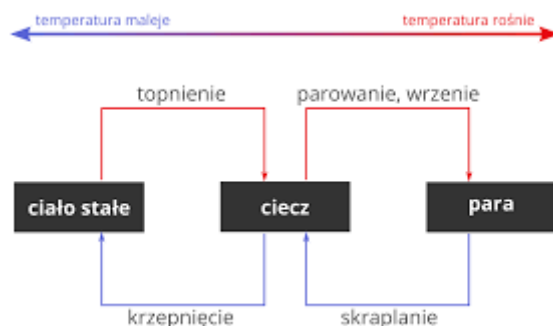 temperatura maleje
temperatura rośnie
topnienie
parowanie, wrzenie
ciało stałe
ciecz
para
krzepnięcie
skraplanie